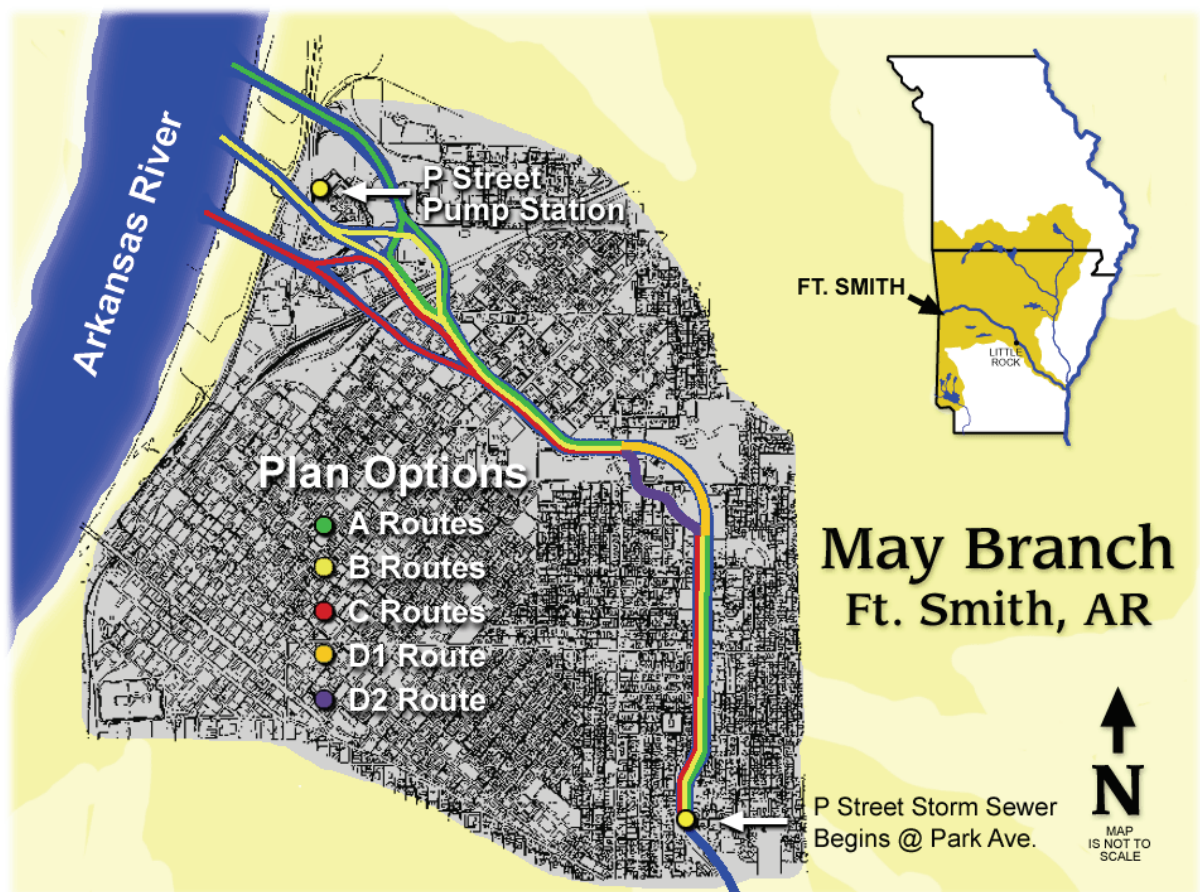 Arkansas River
P Street
Pump Station
FT. SMITH
LITTLE
ROCK
Plan Options
A Routes
B Routes
C Routes
D1 Route
D2 Route
May Branch
Ft. Smith, AR
N
MAP
IS NOT TO
SCALE
P Street Storm Sewer
Begins @ Park Ave.